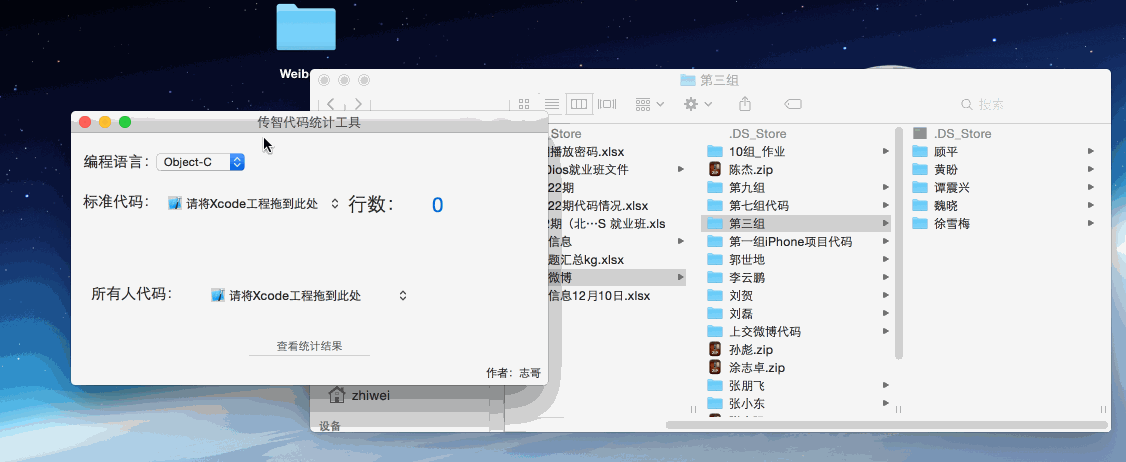 Weibo
第三组
搜索
传智代码统计工具
编程语言：
Object-C
标准代码：
请将Xcode工程拖到此处
行数：
0
所有人代码：
请将Xcode工程拖到此处
查看统计结果
作者：志哥
Store
播放密码.xlsx
ios就业班文件
22期
22期代码情况.xlsx
期（北…S 就业班.xls
信息
题汇总kg.xlsx
微博
信息12月10日.xlsx
.DS_Store
10组_作业
陈杰.zip
第九组
第七组代码
第三组
第一组iPhone项目代码
郭世地
李云鹏
刘贺
刘磊
上交微博代码
孙彪.zip
涂志卓.zip
张朋飞
张小东
.DS_Store
顾平
黄盼
谭震兴
魏晓
徐雪梅
zhiwei
设备